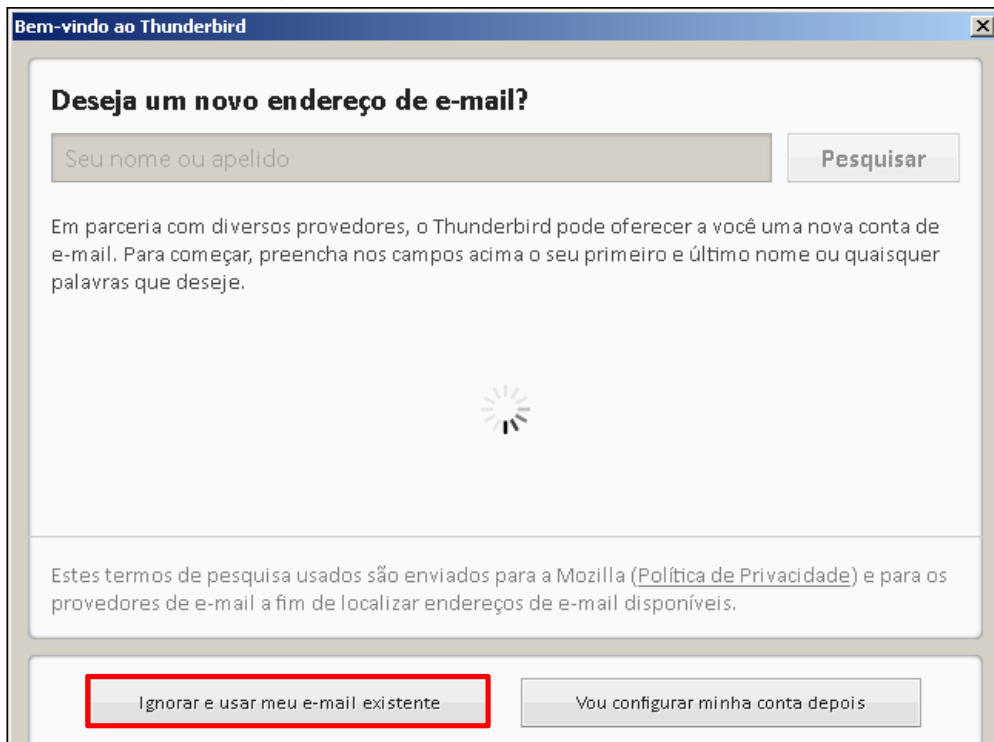 Bem-vindo ao Thunderbird
Deseja um novo endereço de e-mail?
Seu nome ou apelido
Pesquisar
Em parceria com diversos provedores, o Thunderbird pode oferecer a você uma nova conta de
e-mail. Para começar, preencha nos campos acima o seu primeiro e último nome ou quaisquer
palavras que deseje.
Estes termos de pesquisa usados são enviados para a Mozilla (Política de Privacidade) e para os
provedores de e-mail a fim de localizar endereços de e-mail disponíveis.
Ignorar e usar meu e-mail existente
Vou configurar minha conta depois